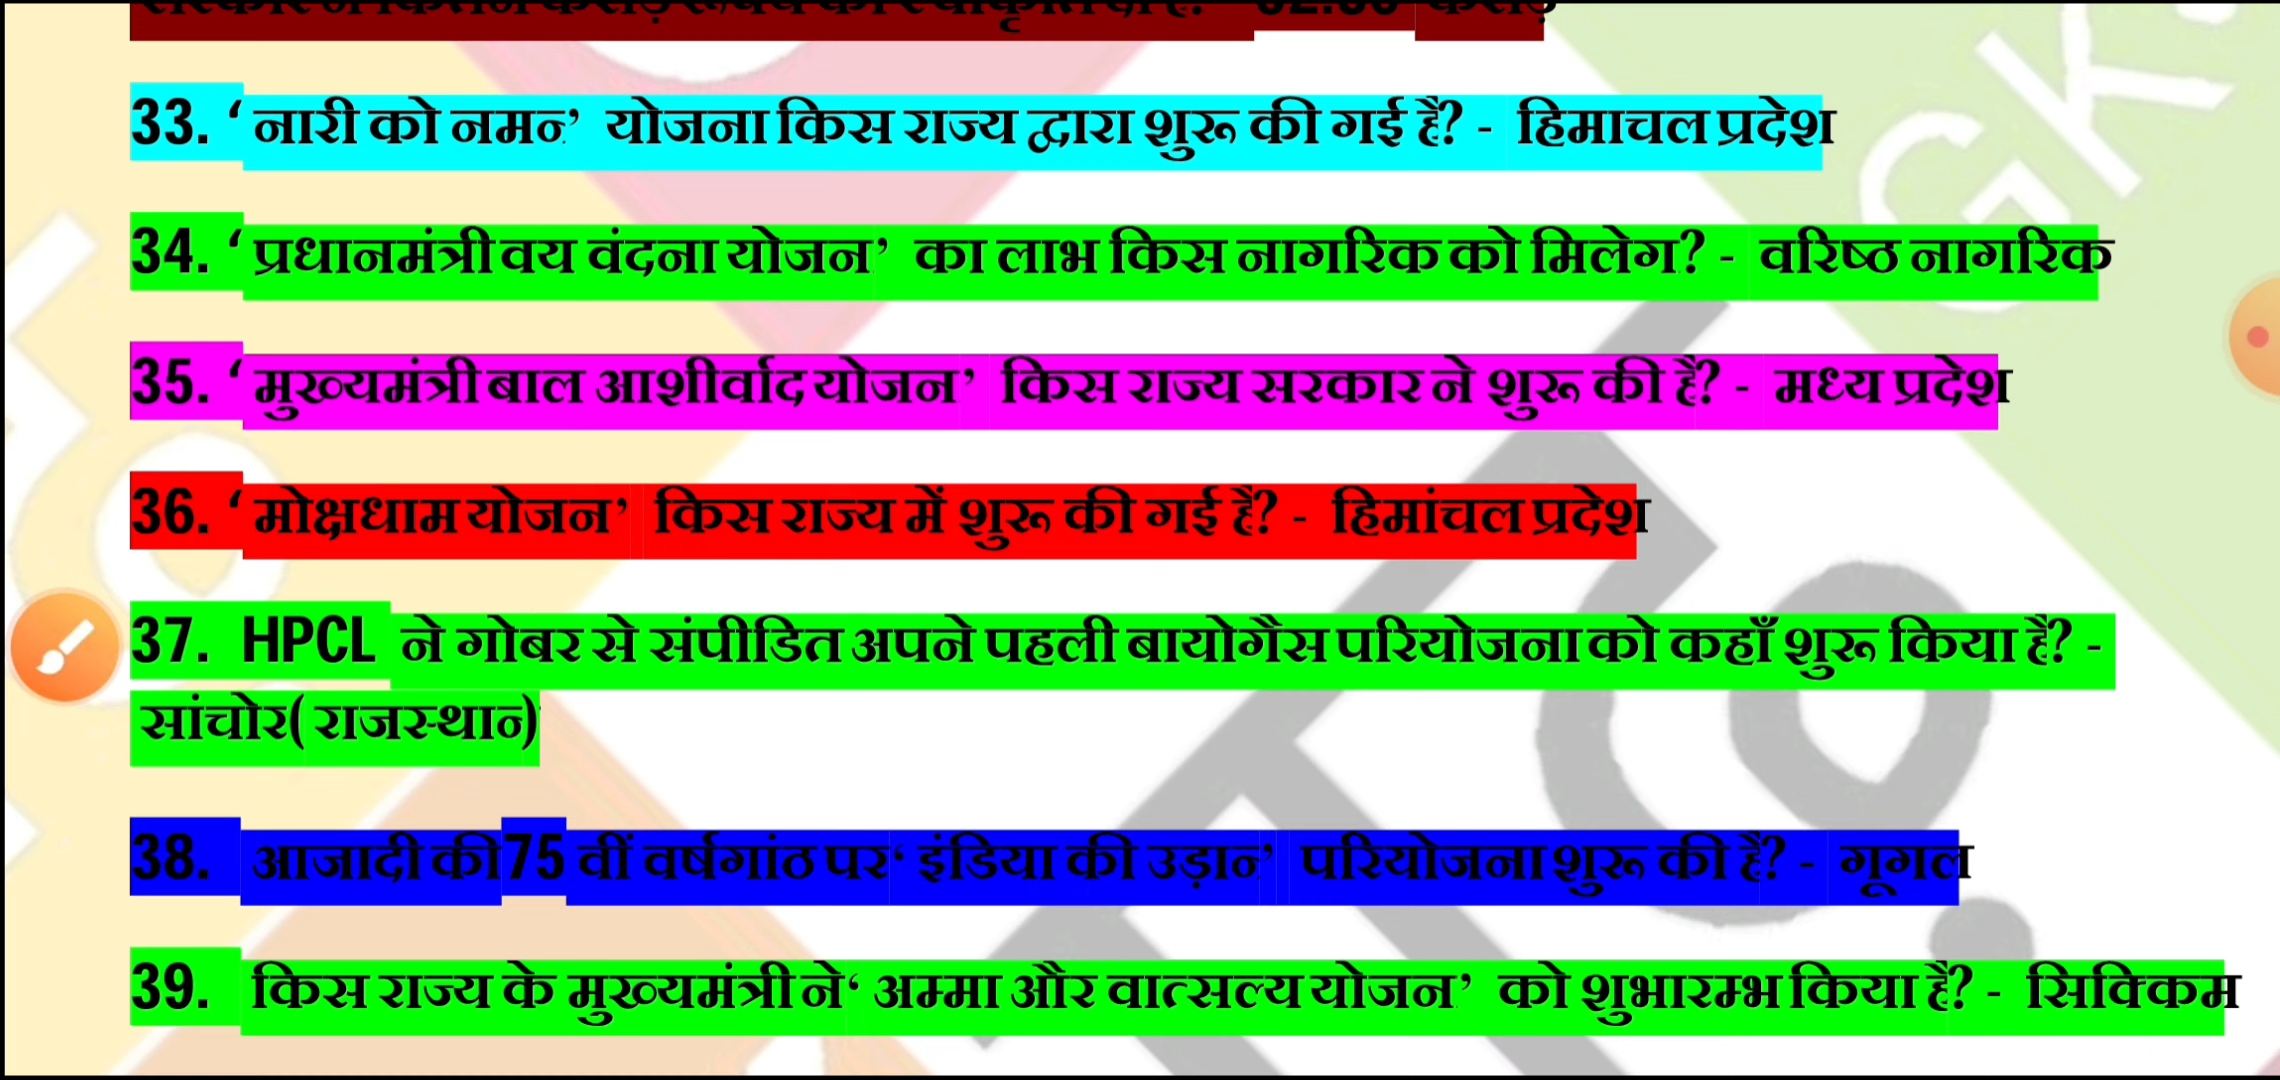 33. ‘ नारी को नमन’ योजना किस राज्य द्वारा शुरू की गई है? - हिमाचल प्रदेश
34. ‘ प्रधानमंत्री वय वंदना योजन’ का लाभ किस नागरिक को मिलेग? - वरिष्ठ नागरिक
35. ‘ मुख्यमंत्री बाल आशीर्वाद योजन’ किस राज्य सरकार ने शुरू की है? - मध्य प्रदेश
36. ‘ मोक्षधाम योजन’ किस राज्य में शुरू की गई है? - हिमांचल प्रदेश
37. HPCL ने गोबर से संपीडित अपने पहली बायोगैस परियोजना को कहाँ शुरू किया है? -
सांचोर( राजस्थान)
38. आजादी की 75 वीं वर्षगांठ पर‘ इंडिया की उड़ान’ परियोजना शुरू की है? - गूगल
39. किस राज्य के मुख्यमंत्री ने‘ अम्मा और वात्सल्य योजन’ को शुभारम्भ किया है? - सिक्किम